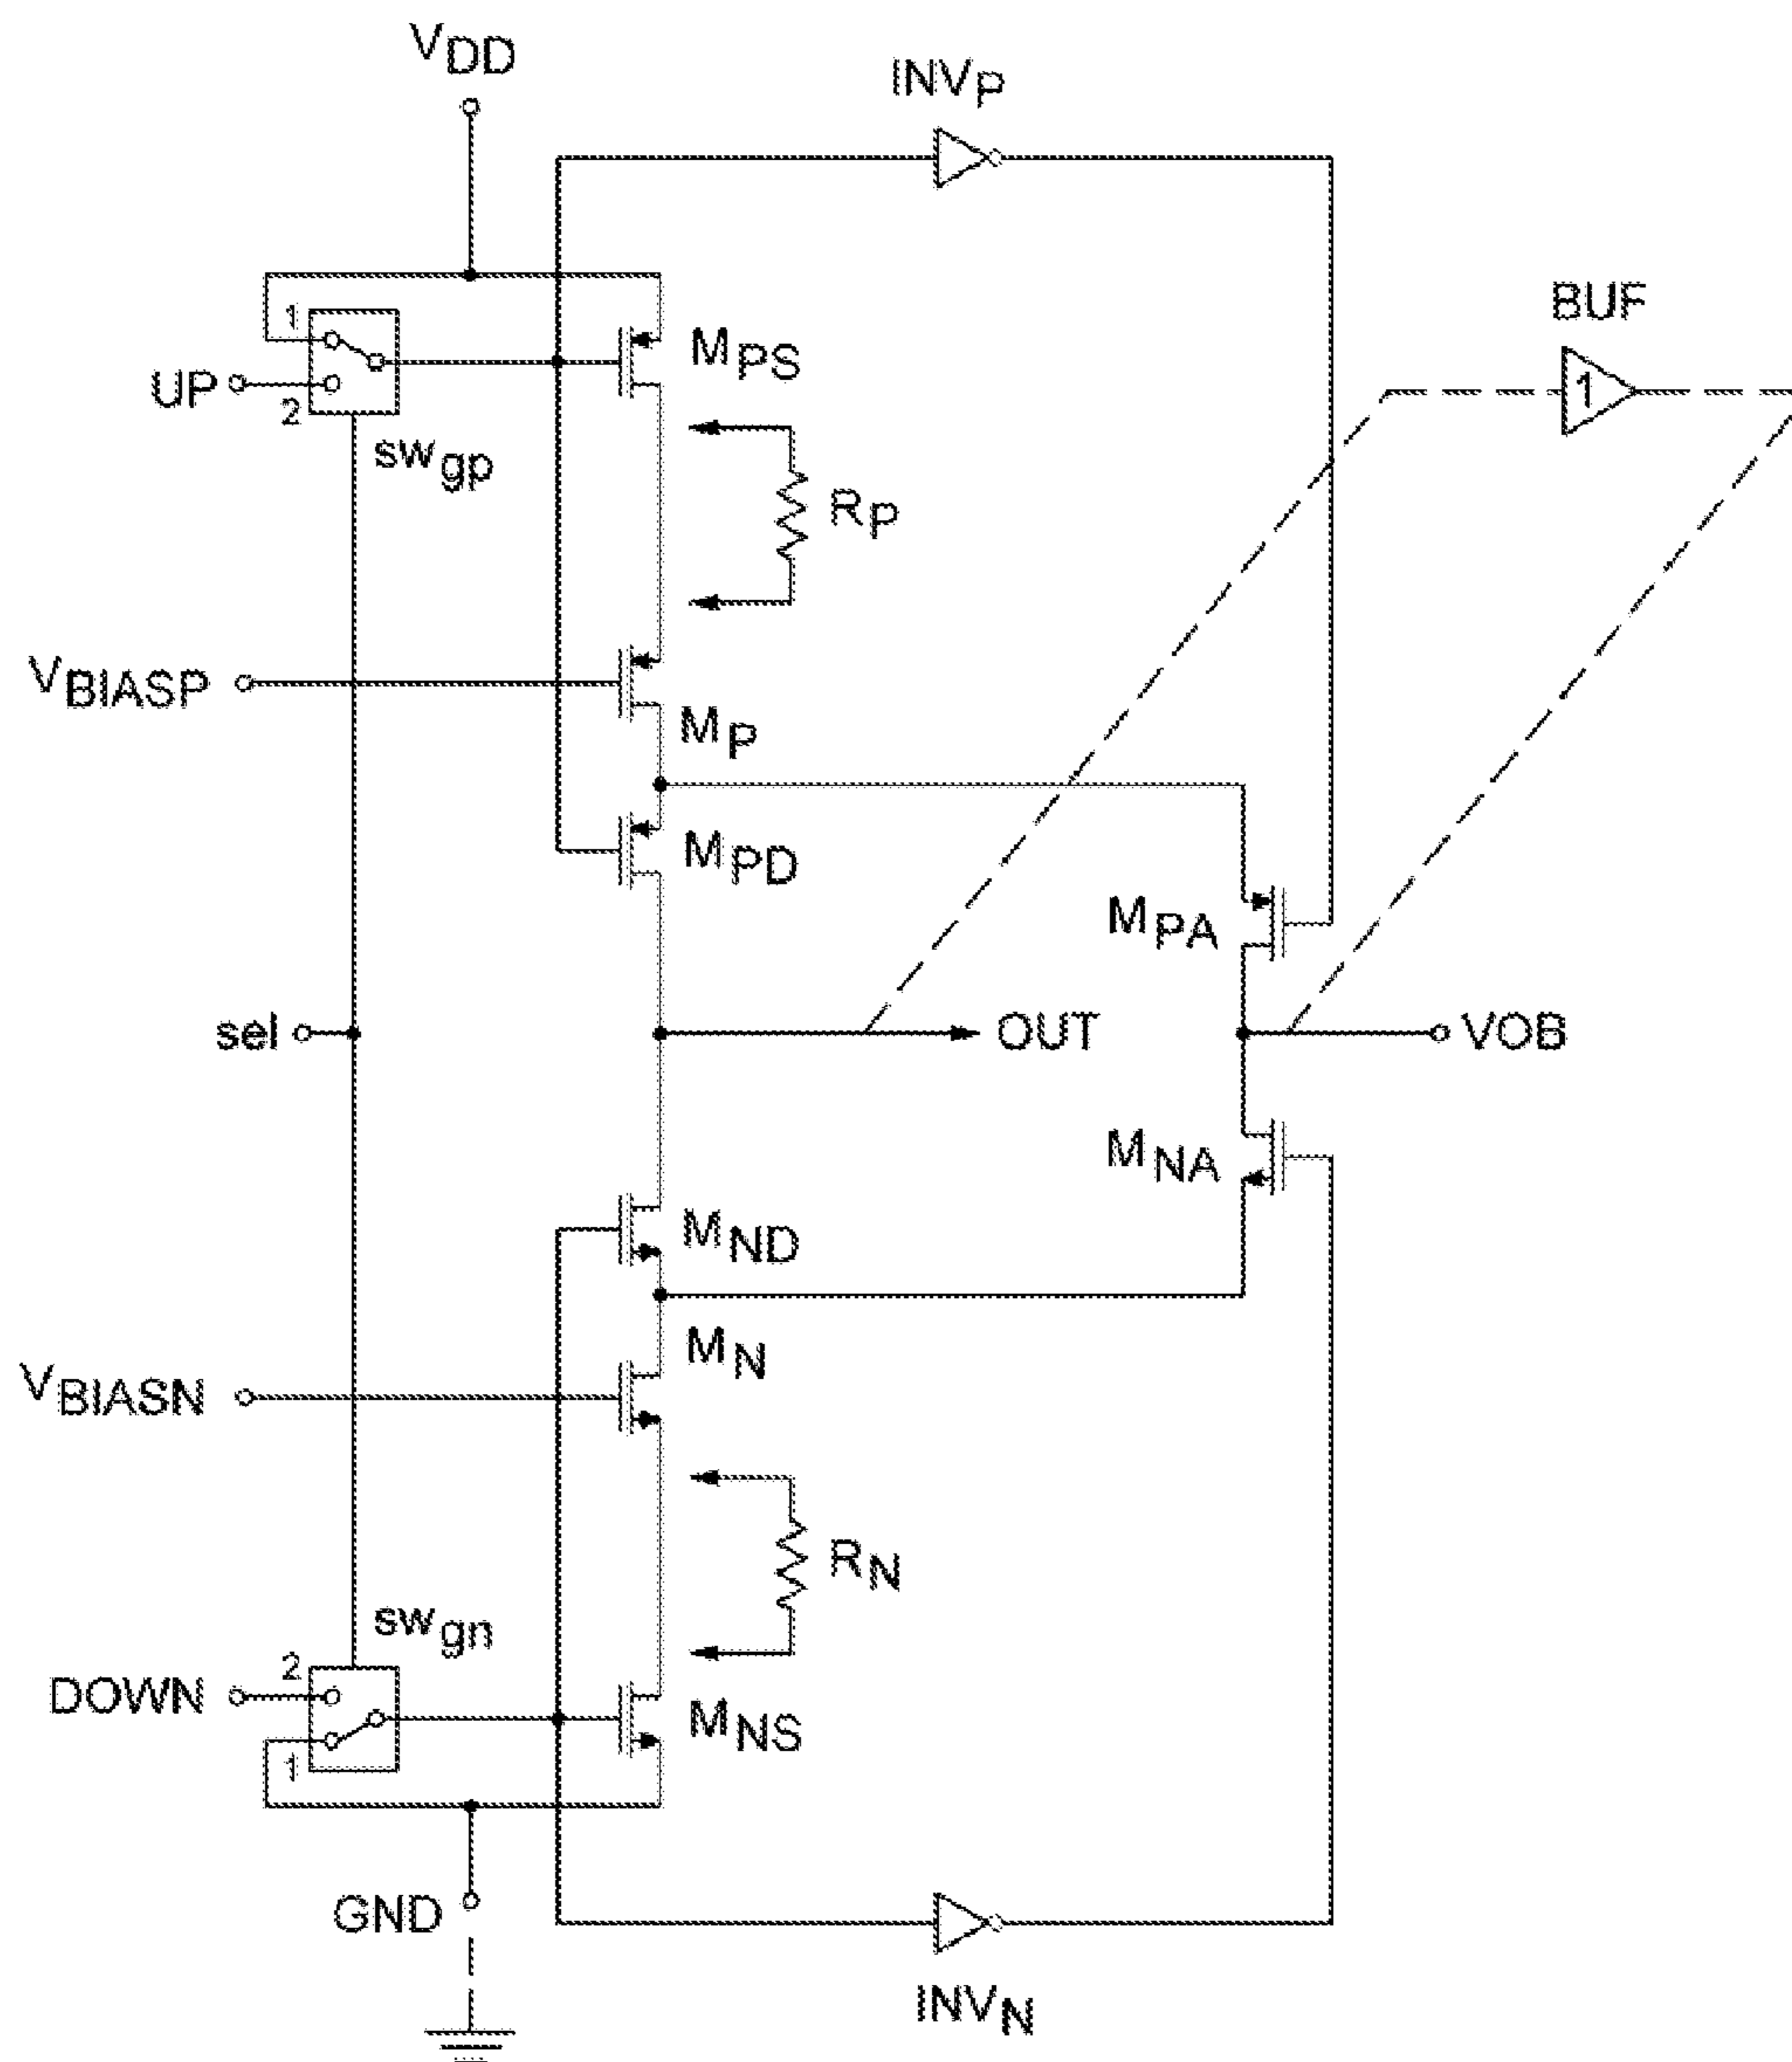 VDD
INVP
BUF
1
1
UP
2
MPS
swgp
RP
VBIASP
MP
MPD
MPA
sel
OUT
VOB
MNA
MND
MN
VBIASN
RN
swgn
2
DOWN
1
MNS
GND
INVN